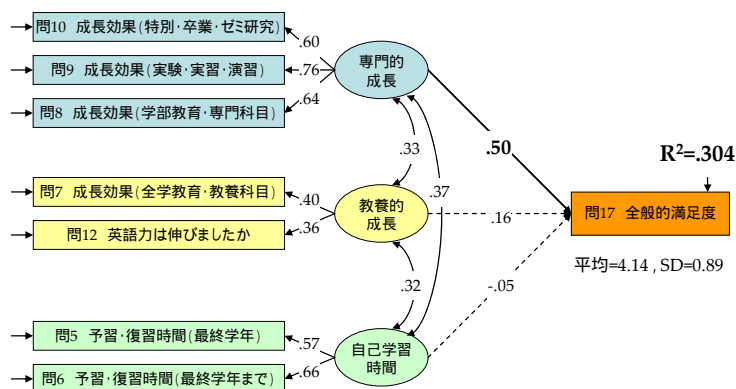 問10 成長効果(特別･卒業･ゼミ研究)
問9 成長効果(実験･実習･演習)
問8 成長効果(学部教育･専門科目)
.60
.76
.64
専門的
成長
.33
.37
.50
R²=.304
問7 成長効果(全学教育･教養科目)
問12 英語力は伸びましたか
.40
.36
教養的
成長
.16
問17 全般的満足度
平均=4.14 , SD=0.89
.32
-.05
問5 予習･復習時間(最終学年)
問6 予習･復習時間(最終学年まで)
.57
.66
自己学習
時間